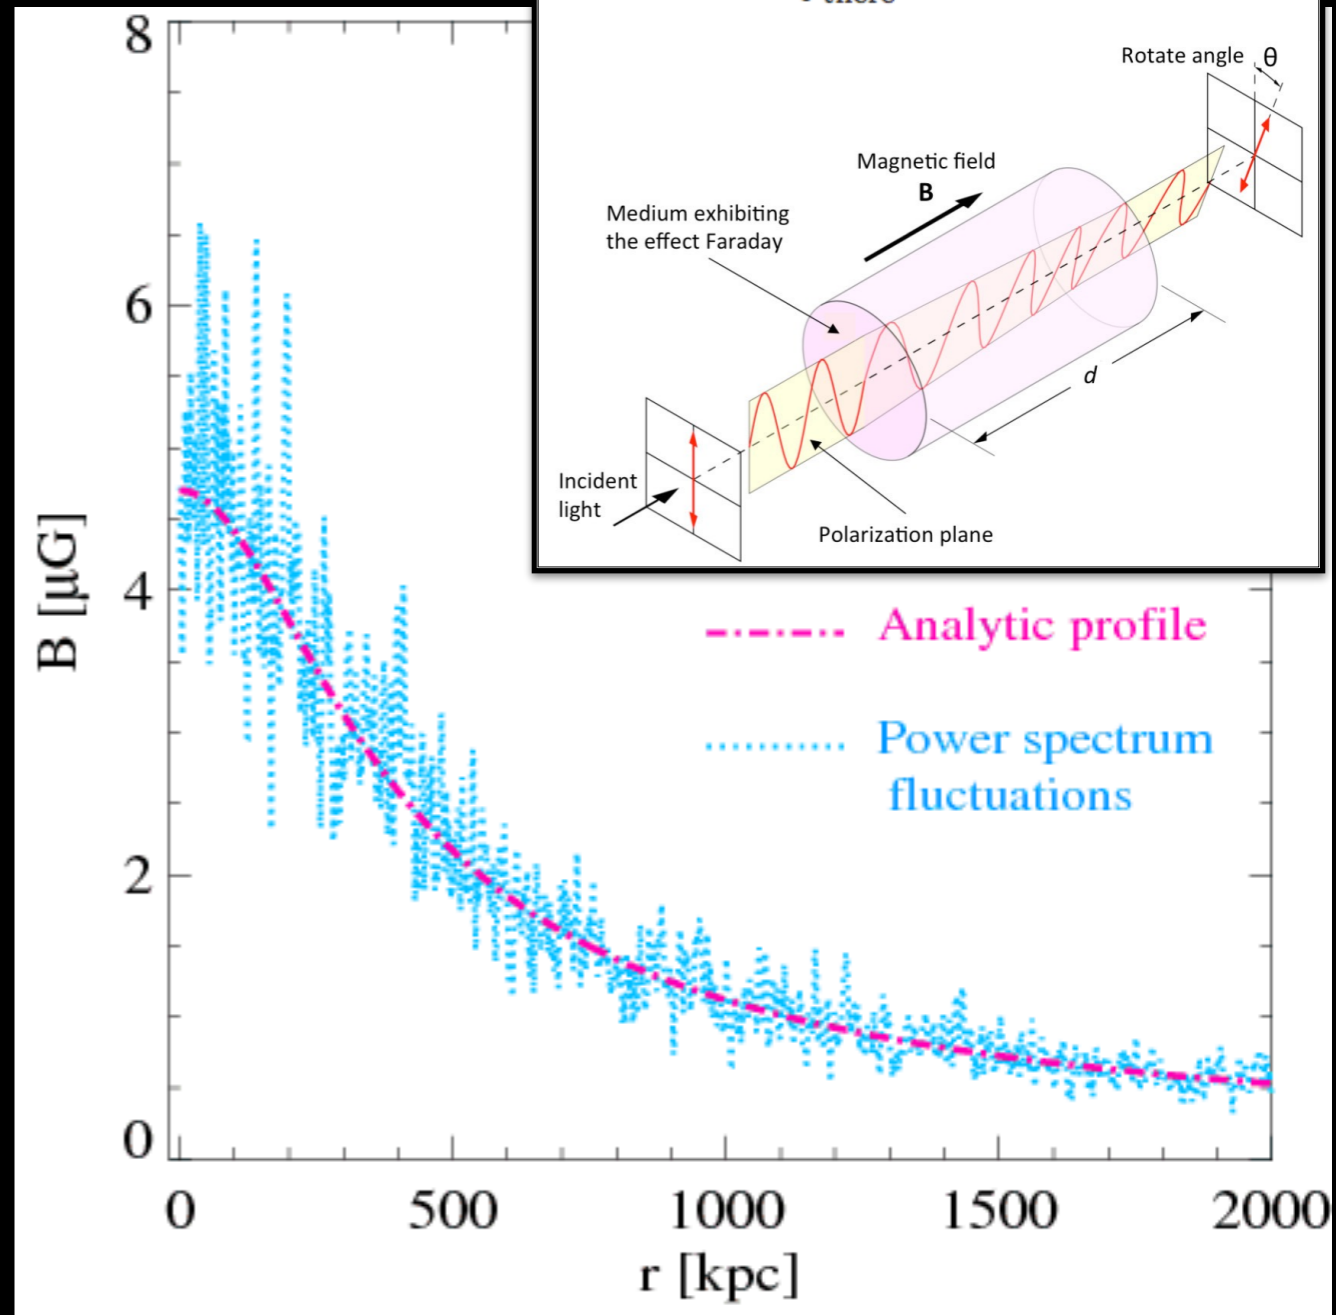 there
Rotate angle θ
Magnetic field
B
Medium exhibiting
the effect Faraday
d
Incident
light
Polarization plane
8
6
4
2
0
B [μG]
Analytic profile
Power spectrum
fluctuations
0 500 1000 1500 2000
r [kpc]